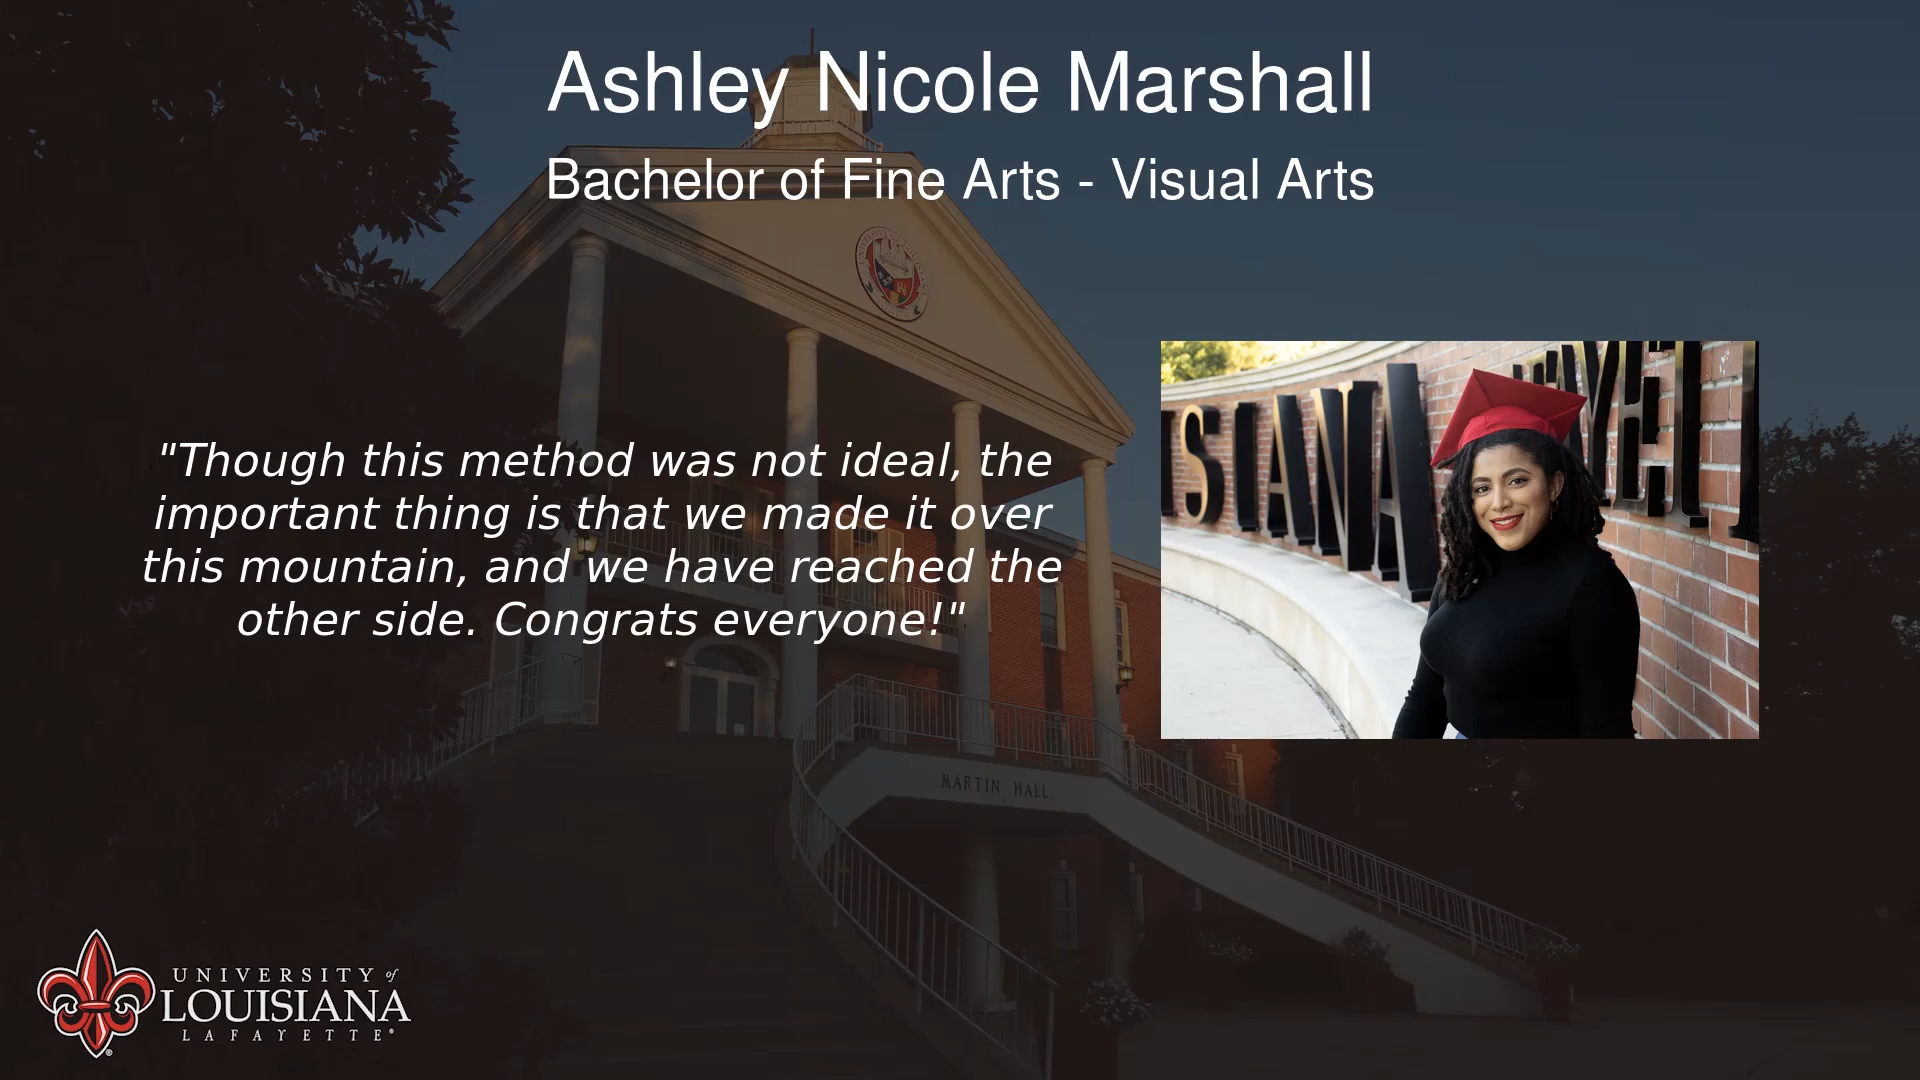 Ashley Nicole Marshall
Bachelor of Fine Arts - Visual Arts
"Though this method was not ideal, the
important thing is that we made it over
this mountain, and we have reached the
other side. Congrats everyone!"
MARTIN HALL
UNIVERSITY of
LOUISIANA
LAFAYETTE®